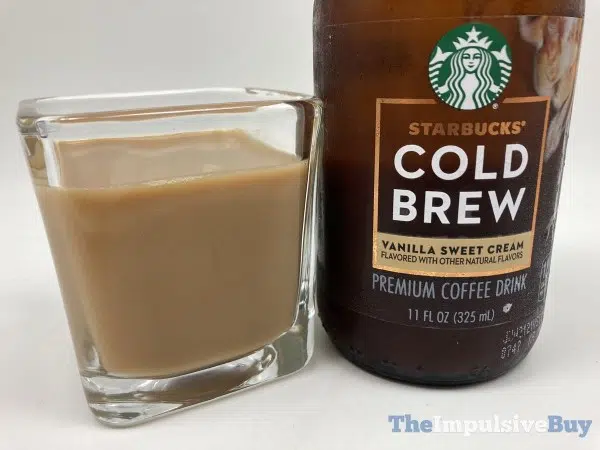 STARBUCKS®
COLD
BREW
VANILLA SWEET CREAM
FLAVORED WITH OTHER NATURAL FLAVORS
PREMIUM COFFEE DRINK
11 FL OZ (325 mL)
TheImpulsiveBuy